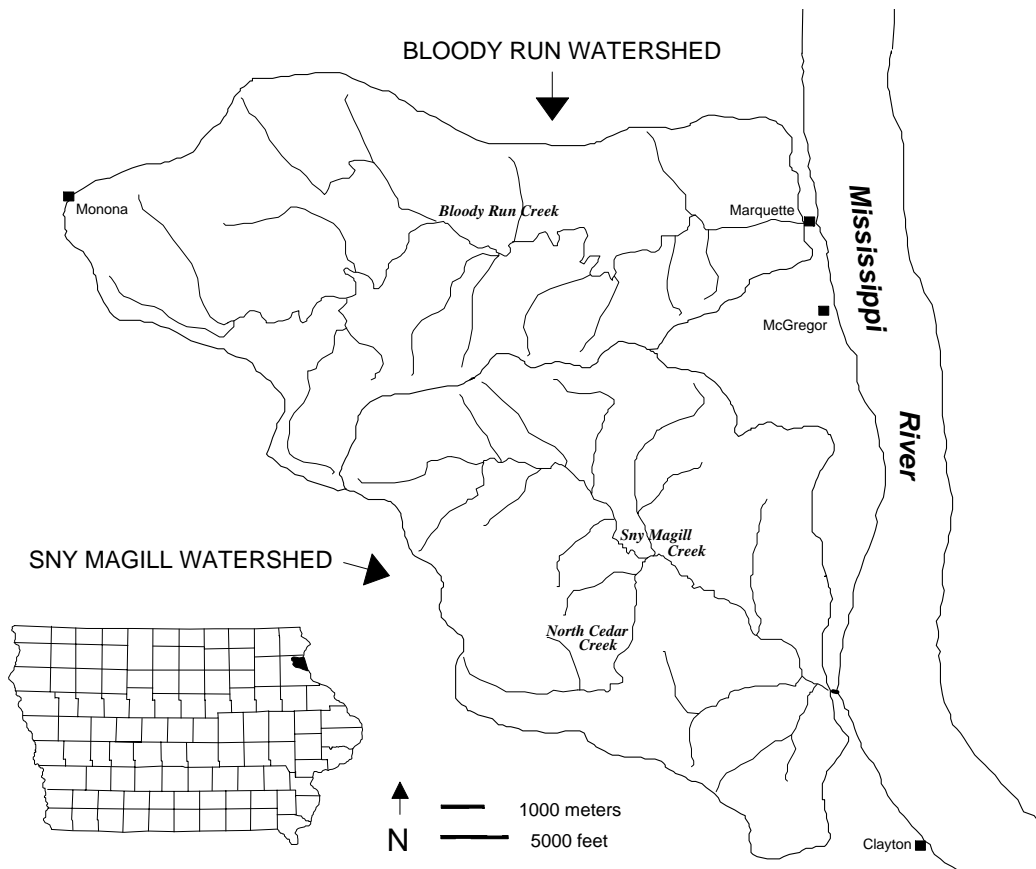 BLOODY RUN WATERSHED
Monona
Bloody Run Creek
Marquette
Mississippi
McGregor
River
Sny Magill
Creek
SNY MAGILL WATERSHED
North Cedar
Creek
1000 meters
N
5000 feet
Clayton